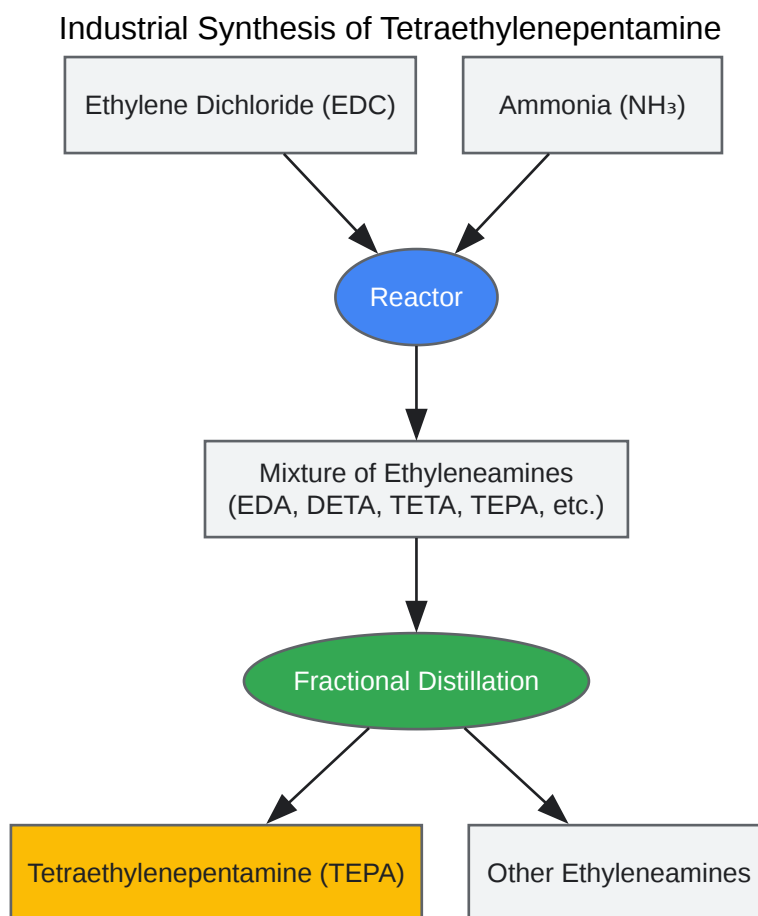 Industrial Synthesis of Tetraethylenepentamine
Ethylene Dichloride (EDC)
Ammonia (NH₃)
Reactor
Mixture of Ethyleneamines
(EDA, DETA, TETA, TEPA, etc.)
Fractional Distillation
Tetraethylenepentamine (TEPA)
Other Ethyleneamines